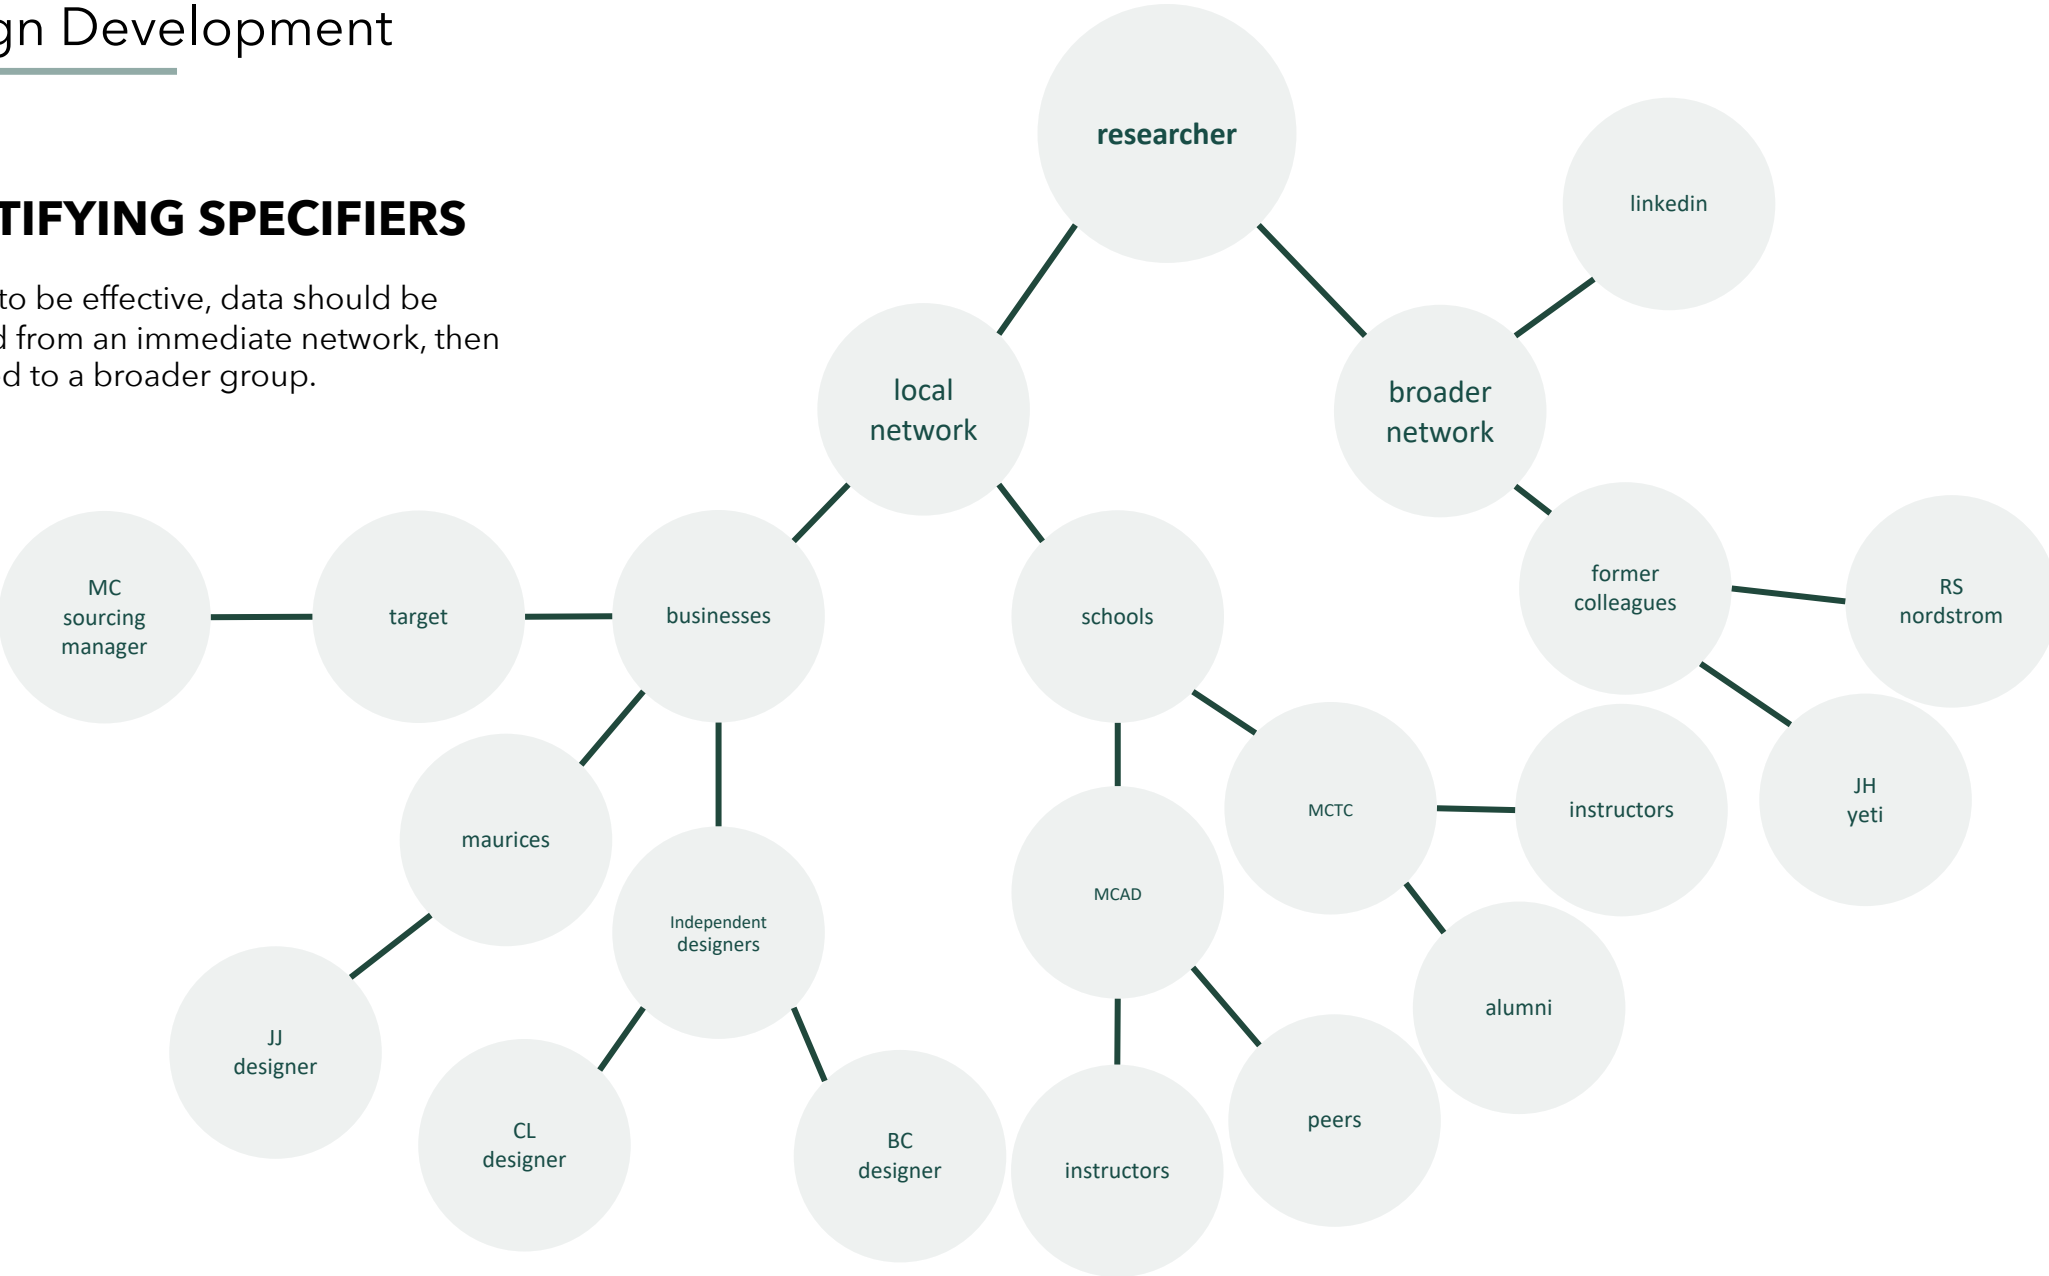 gn Development
TIFYING SPECIFIERS
to be effective, data should be
d from an immediate network, then
d to a broader group.
researcher
linkedin
local
network
broader
network
MC
sourcing
manager
target
businesses
schools
former
colleagues
RS
nordstrom
maurices
Independent
designers
MCAD
MCTC
instructors
JH
yeti
JJ
designer
CL
designer
BC
designer
instructors
peers
alumni